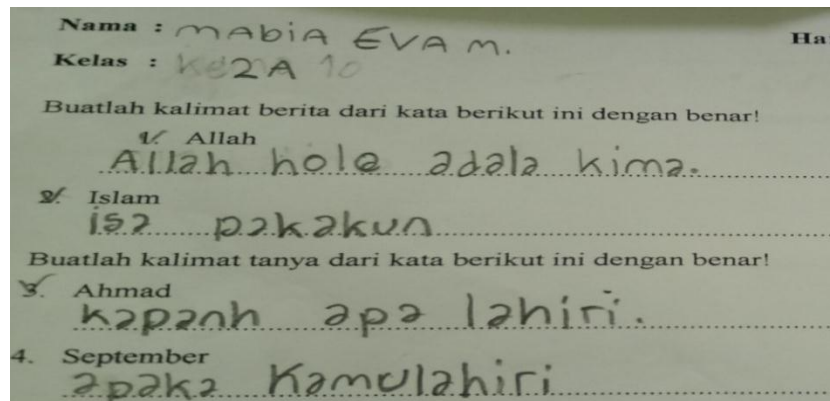 Nama : mAbiA EVA m.
Ha
Kelas : 2A 10
Buatlah kalimat berita dari kata berikut ini dengan benar!
1. Allah
Allah hole adala kima.
2. Islam
isa pakakun
Buatlah kalimat tanya dari kata berikut ini dengan benar!
3. Ahmad
kapanh apa lahiri.
4. September
apaka Kamulahiri